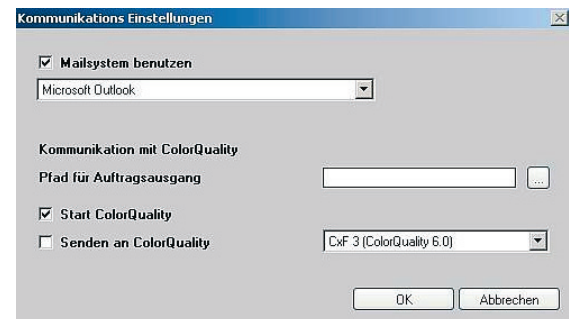 Kommunikations Einstellungen
Mailsystem benutzen
Microsoft Outlook
Kommunikation mit ColorQuality
Pfad für Auftragsausgang
...
Start ColorQuality
Senden an ColorQuality
CxF 3 (ColorQuality 6.0)
OK
Abbrechen